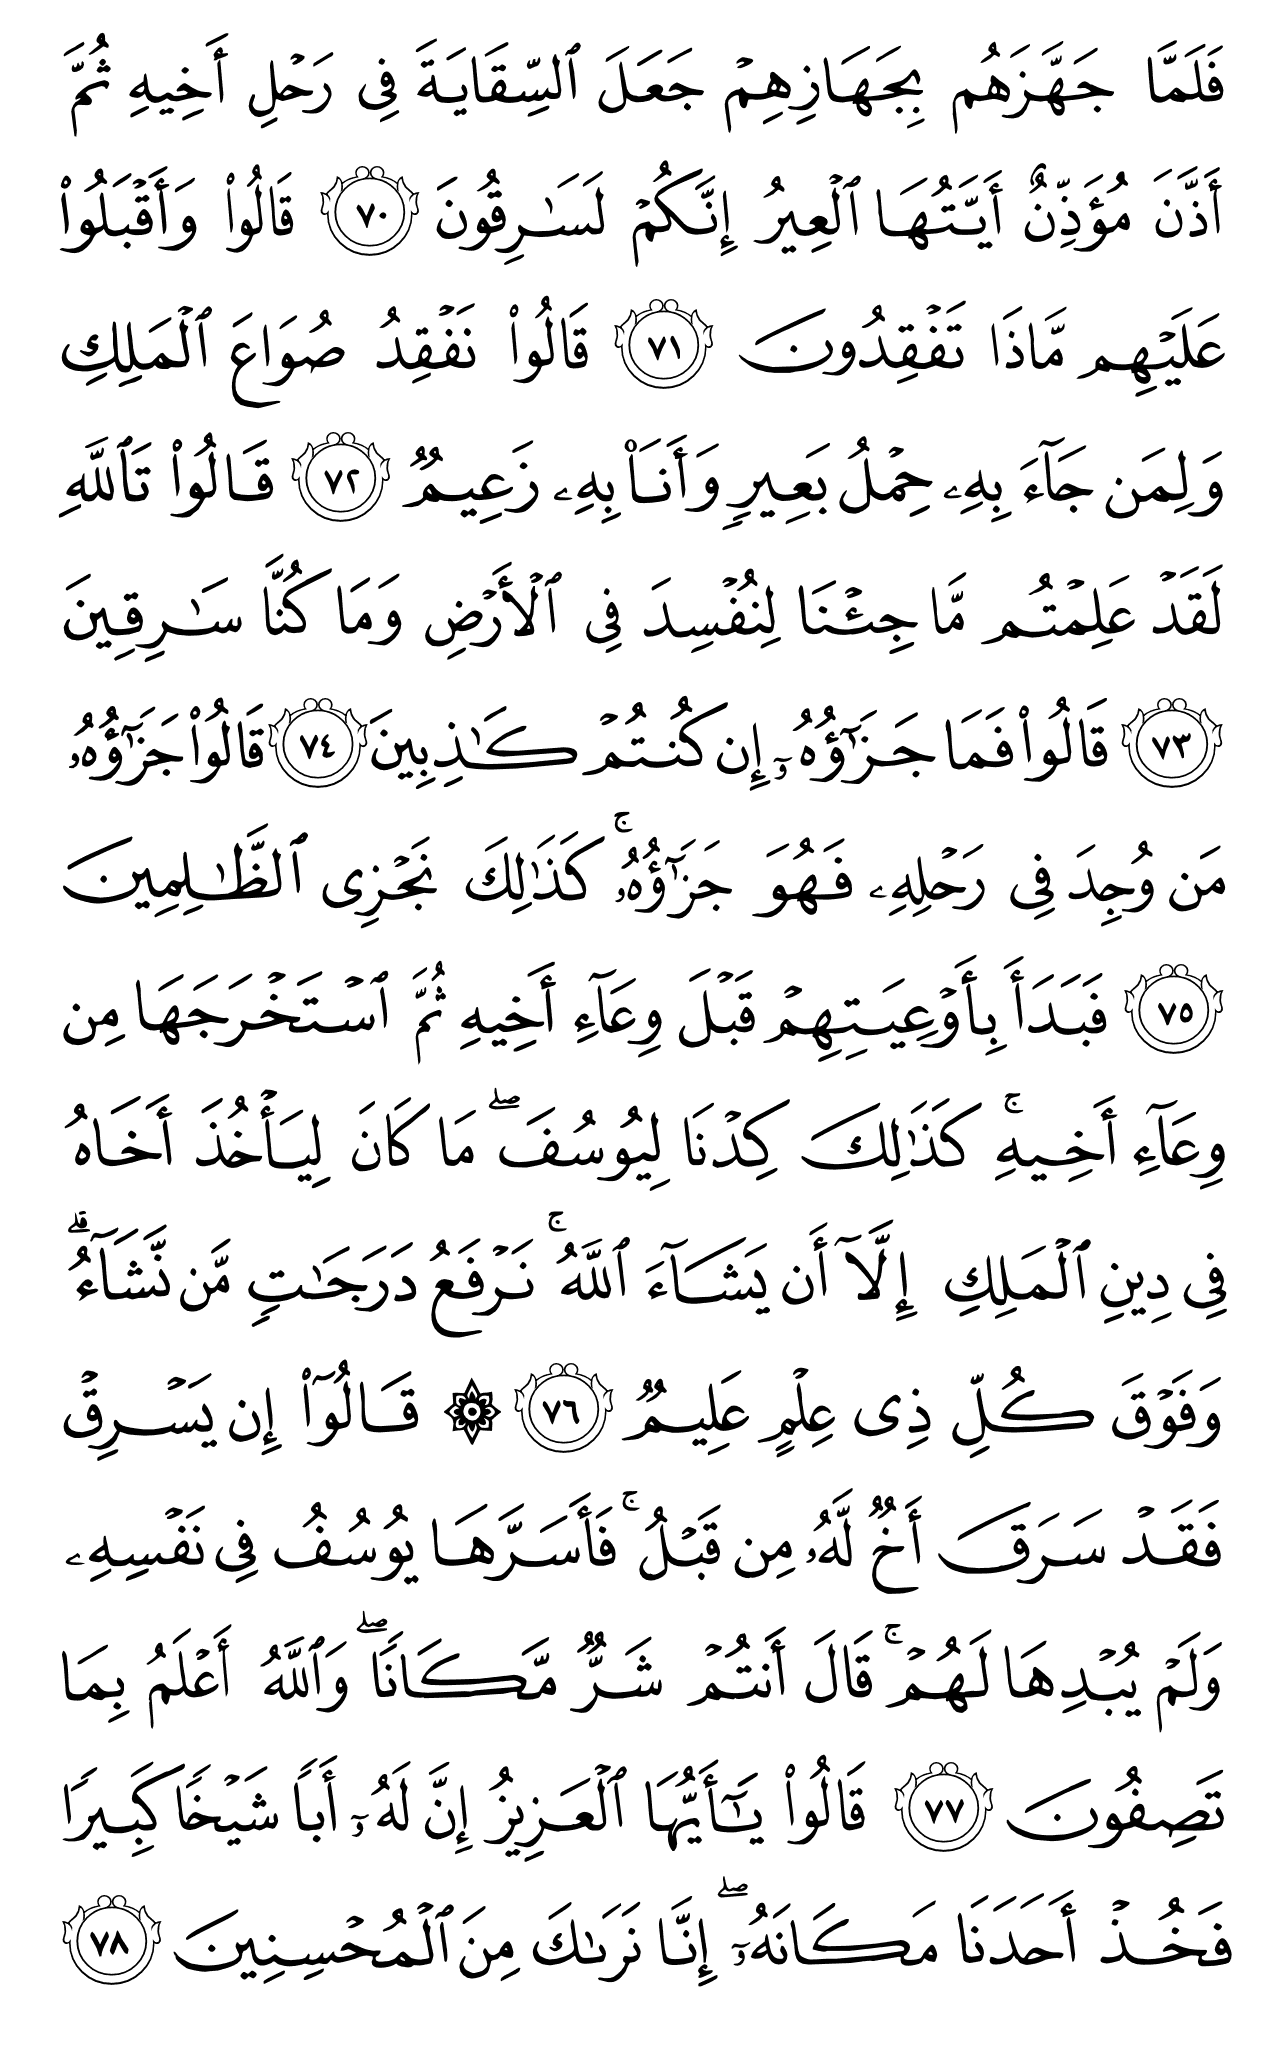 فَلَمَّا جَهَّزَهُم بِجَهَازِهِمۡ جَعَلَ ٱلسِّقَايَةَ فِى رَحۡلِ أَخِيهِ ثُمَّ
أَذَّنَ مُؤَذِّنٌ أَيَّتُهَا ٱلۡعِيرُ إِنَّكُمۡ لَسَٰرِقُونَ ٧٠ قَالُوا۟ وَأَقۡبَلُوا۟
عَلَيۡهِم مَّاذَا تَفۡقِدُونَ ٧١ قَالُوا۟ نَفۡقِدُ صُوَاعَ ٱلۡمَلِكِ
وَلِمَن جَآءَ بِهِۦ حِمۡلُ بَعِيرٍ وَأَنَا۠ بِهِۦ زَعِيمٌ ٧٢ قَالُوا۟ تَٱللَّهِ
لَقَدۡ عَلِمۡتُم مَّا جِئۡنَا لِنُفۡسِدَ فِى ٱلۡأَرۡضِ وَمَا كُنَّا سَٰرِقِينَ
٧٣ قَالُوا۟ فَمَا جَزَٰٓؤُهُۥٓ إِن كُنتُمۡ كَٰذِبِينَ ٧٤ قَالُوا۟ جَزَٰٓؤُهُۥ
مَن وُجِدَ فِى رَحۡلِهِۦ فَهُوَ جَزَٰٓؤُهُۥۚ كَذَٰلِكَ نَجۡزِى ٱلظَّٰلِمِينَ
٧٥ فَبَدَأَ بِأَوۡعِيَتِهِمۡ قَبۡلَ وِعَآءِ أَخِيهِ ثُمَّ ٱسۡتَخۡرَجَهَا مِن
وِعَآءِ أَخِيهِۚ كَذَٰلِكَ كِدۡنَا لِيُوسُفَۖ مَا كَانَ لِيَأۡخُذَ أَخَاهُ
فِى دِينِ ٱلۡمَلِكِ إِلَّآ أَن يَشَآءَ ٱللَّهُۚ نَرۡفَعُ دَرَجَٰتٍ مَّن نَّشَآءُۗ
وَفَوۡقَ كُلِّ ذِى عِلۡمٍ عَلِيمٌ ٧٦ ۞ قَالُوٓا۟ إِن يَسۡرِقۡ
فَقَدۡ سَرَقَ أَخٌ لَّهُۥ مِن قَبۡلُۚ فَأَسَرَّهَا يُوسُفُ فِى نَفۡسِهِۦ
وَلَمۡ يُبۡدِهَا لَهُمۡۚ قَالَ أَنتُمۡ شَرٌّ مَّكَانًاۖ وَٱللَّهُ أَعۡلَمُ بِمَا
تَصِفُونَ ٧٧ قَالُوا۟ يَٰٓأَيُّهَا ٱلۡعَزِيزُ إِنَّ لَهُۥٓ أَبًا شَيۡخًا كَبِيرًا
فَخُذۡ أَحَدَنَا مَكَانَهُۥٓۖ إِنَّا نَرَىٰكَ مِنَ ٱلۡمُحۡسِنِينَ ٧٨